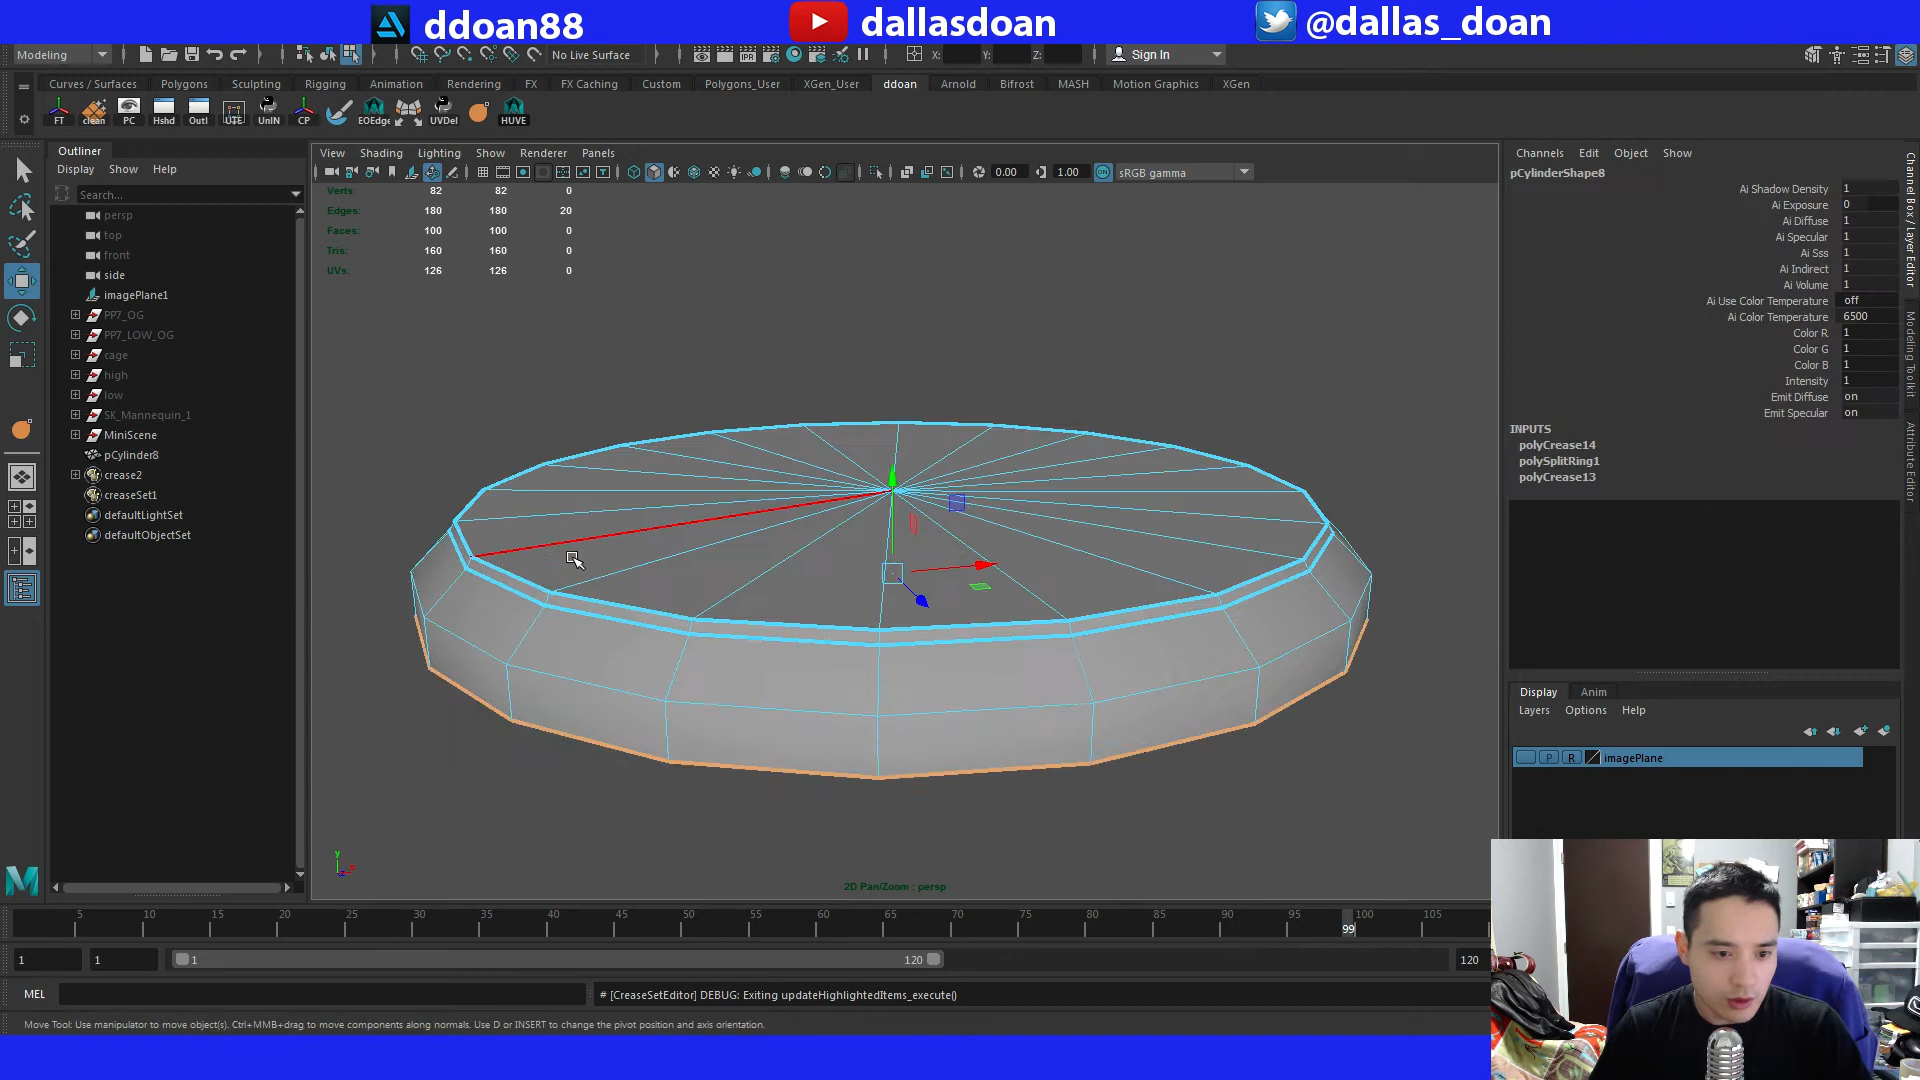 ddoan88 dallasdoan @dallas_doan
Modeling No Live Surface X: Y: Z: Sign In
Curves / Surfaces Polygons Sculpting Rigging Animation Rendering FX FX Caching Custom Polygons_User XGen_User ddoan Arnold Bifrost MASH Motion Graphics XGen
FT clean PC Hshd Outl UTE UnIN CP EOEdge UVDel HUVE
Outliner
Display Show Help
Search...
persp
top
front
side
imagePlane1
PP7_OG
PP7_LOW_OG
cage
high
low
SK_Mannequin_1
MiniScene
pCylinder8
crease2
creaseSet1
defaultLightSet
defaultObjectSet
View Shading Lighting Show Renderer Panels
0.00 1.00 ON sRGB gamma
Verts: 82 82 0
Edges: 180 180 20
Faces: 100 100 0
Tris: 160 160 0
UVs: 126 126 0
y
2D Pan/Zoom : persp
Channels Edit Object Show
pCylinderShape8
Ai Shadow Density 1
Ai Exposure 0
Ai Diffuse 1
Ai Specular 1
Ai Sss 1
Ai Indirect 1
Ai Volume 1
Ai Use Color Temperature off
Ai Color Temperature 6500
Color R 1
Color G 1
Color B 1
Intensity 1
Emit Diffuse on
Emit Specular on
INPUTS
polyCrease14
polySplitRing1
polyCrease13
Channel Box / Layer Editor
Modeling Toolkit
Attribute Editor
Display Anim
Layers Options Help
P R imagePlane
5 10 15 20 25 30 35 40 45 50 55 60 65 70 75 80 85 90 95 100 105
99
1 1 1 120 120
MEL # [CreaseSetEditor] DEBUG: Exiting updateHighlightedItems_execute()
Move Tool: Use manipulator to move object(s). Ctrl+MMB+drag to move components along normals. Use D or INSERT to change the pivot position and axis orientation.